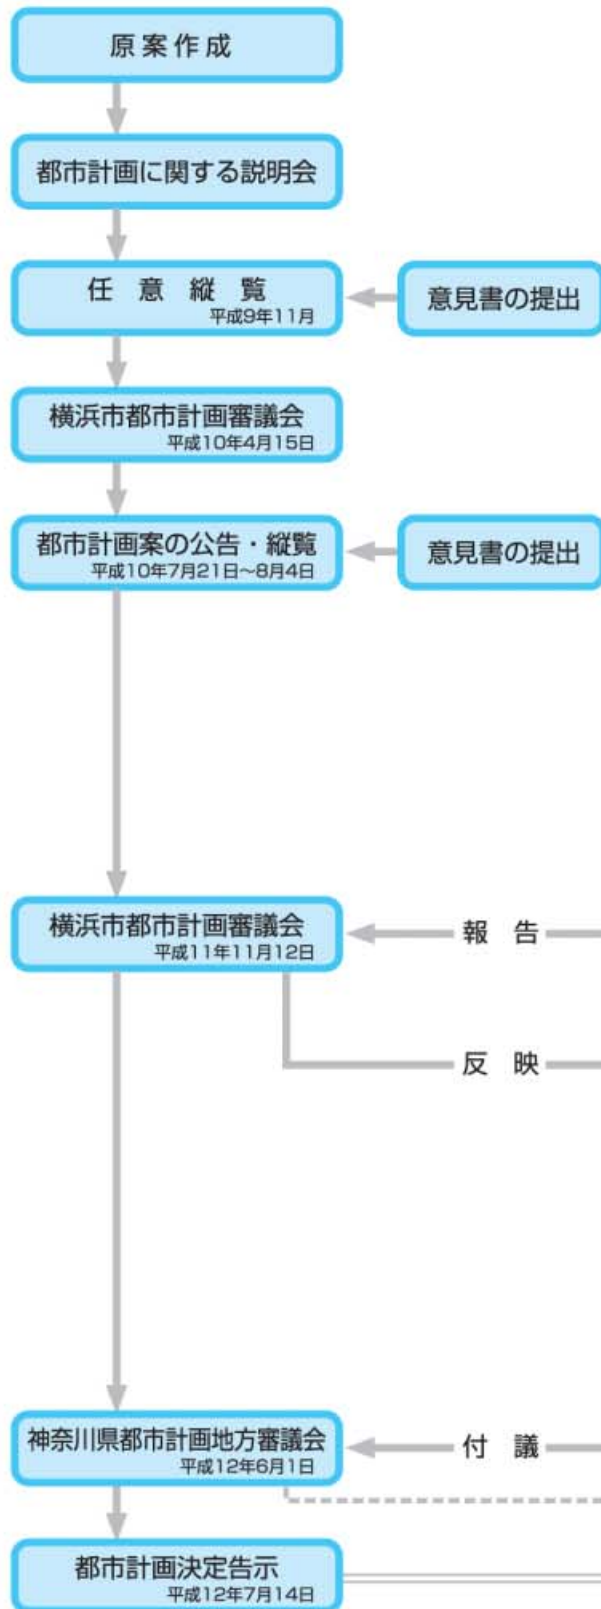 原案作成
都市計画に関する説明会
任意縦覧
平成9年11月
意見書の提出
横浜市都市計画審議会
平成10年4月15日
都市計画案の公告・縦覧
平成10年7月21日～8月4日
意見書の提出
横浜市都市計画審議会
平成11年11月12日
報告
反映
神奈川県都市計画地方審議会
平成12年6月1日
付議
都市計画決定告示
平成12年7月14日